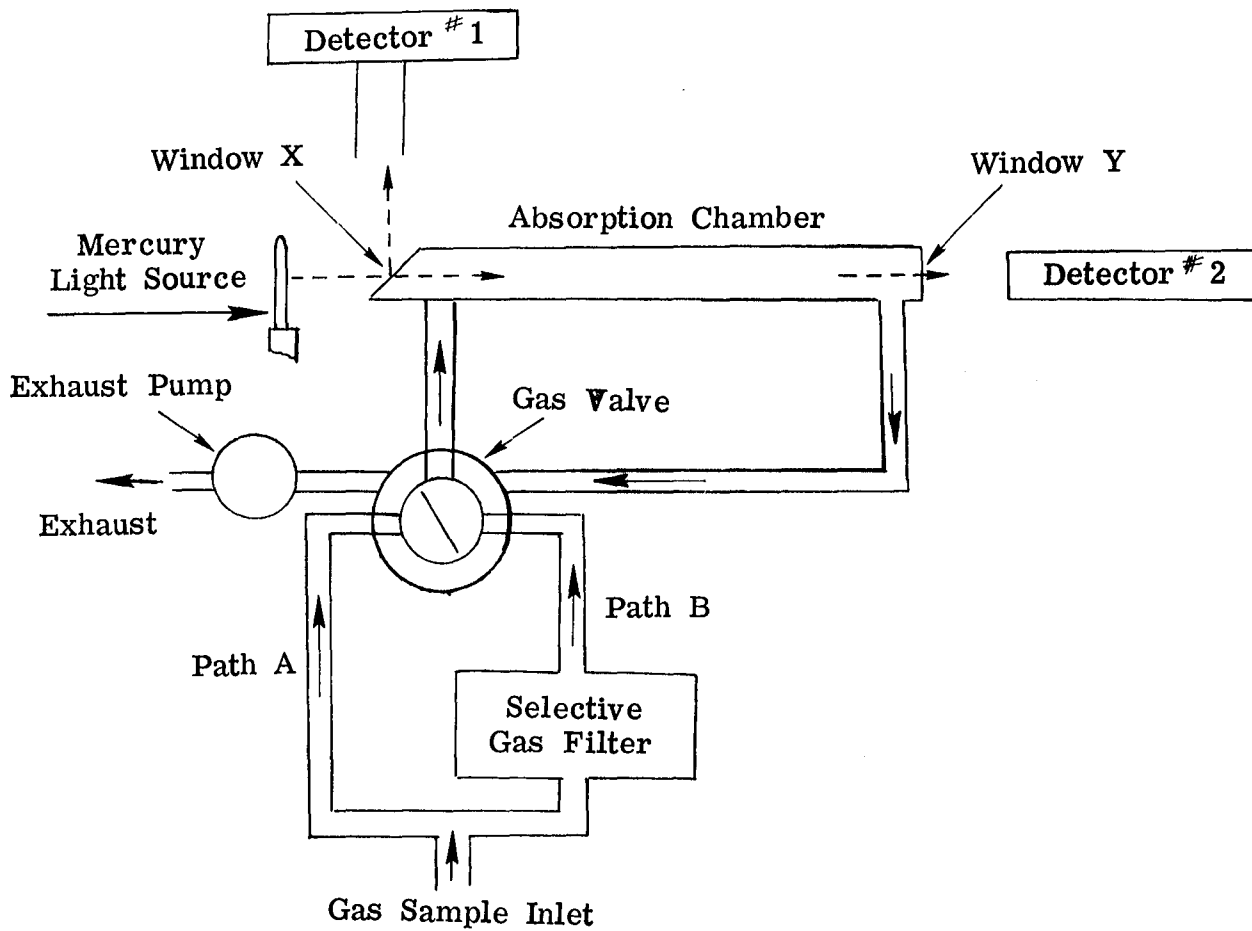 Detector #1
Window X
Window Y
Absorption Chamber
Mercury
Light Source
Detector #2
Exhaust Pump
Gas Valve
Exhaust
Path B
Path A
Selective
Gas Filter
Gas Sample Inlet